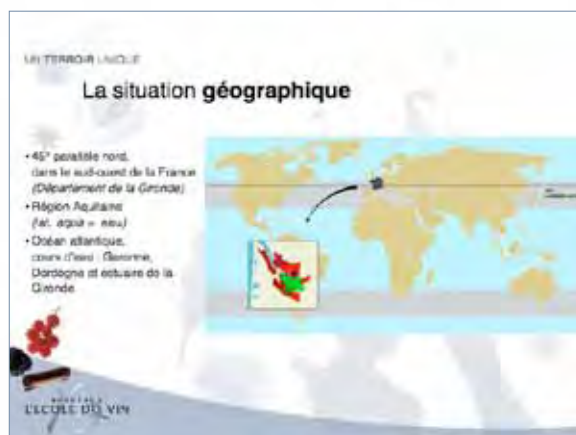 UN TERROIR UNIQUE
La situation géographique
• 45° parallèle nord,
dans le sud-ouest de la France
(Département de la Gironde)
• Région Aquitaine
(lat. aqua = eau)
• Océan atlantique,
cours d'eau : Garonne,
Dordogne et estuaire de la
Gironde.
BORDEAUX
L'ÉCOLE DU VIN